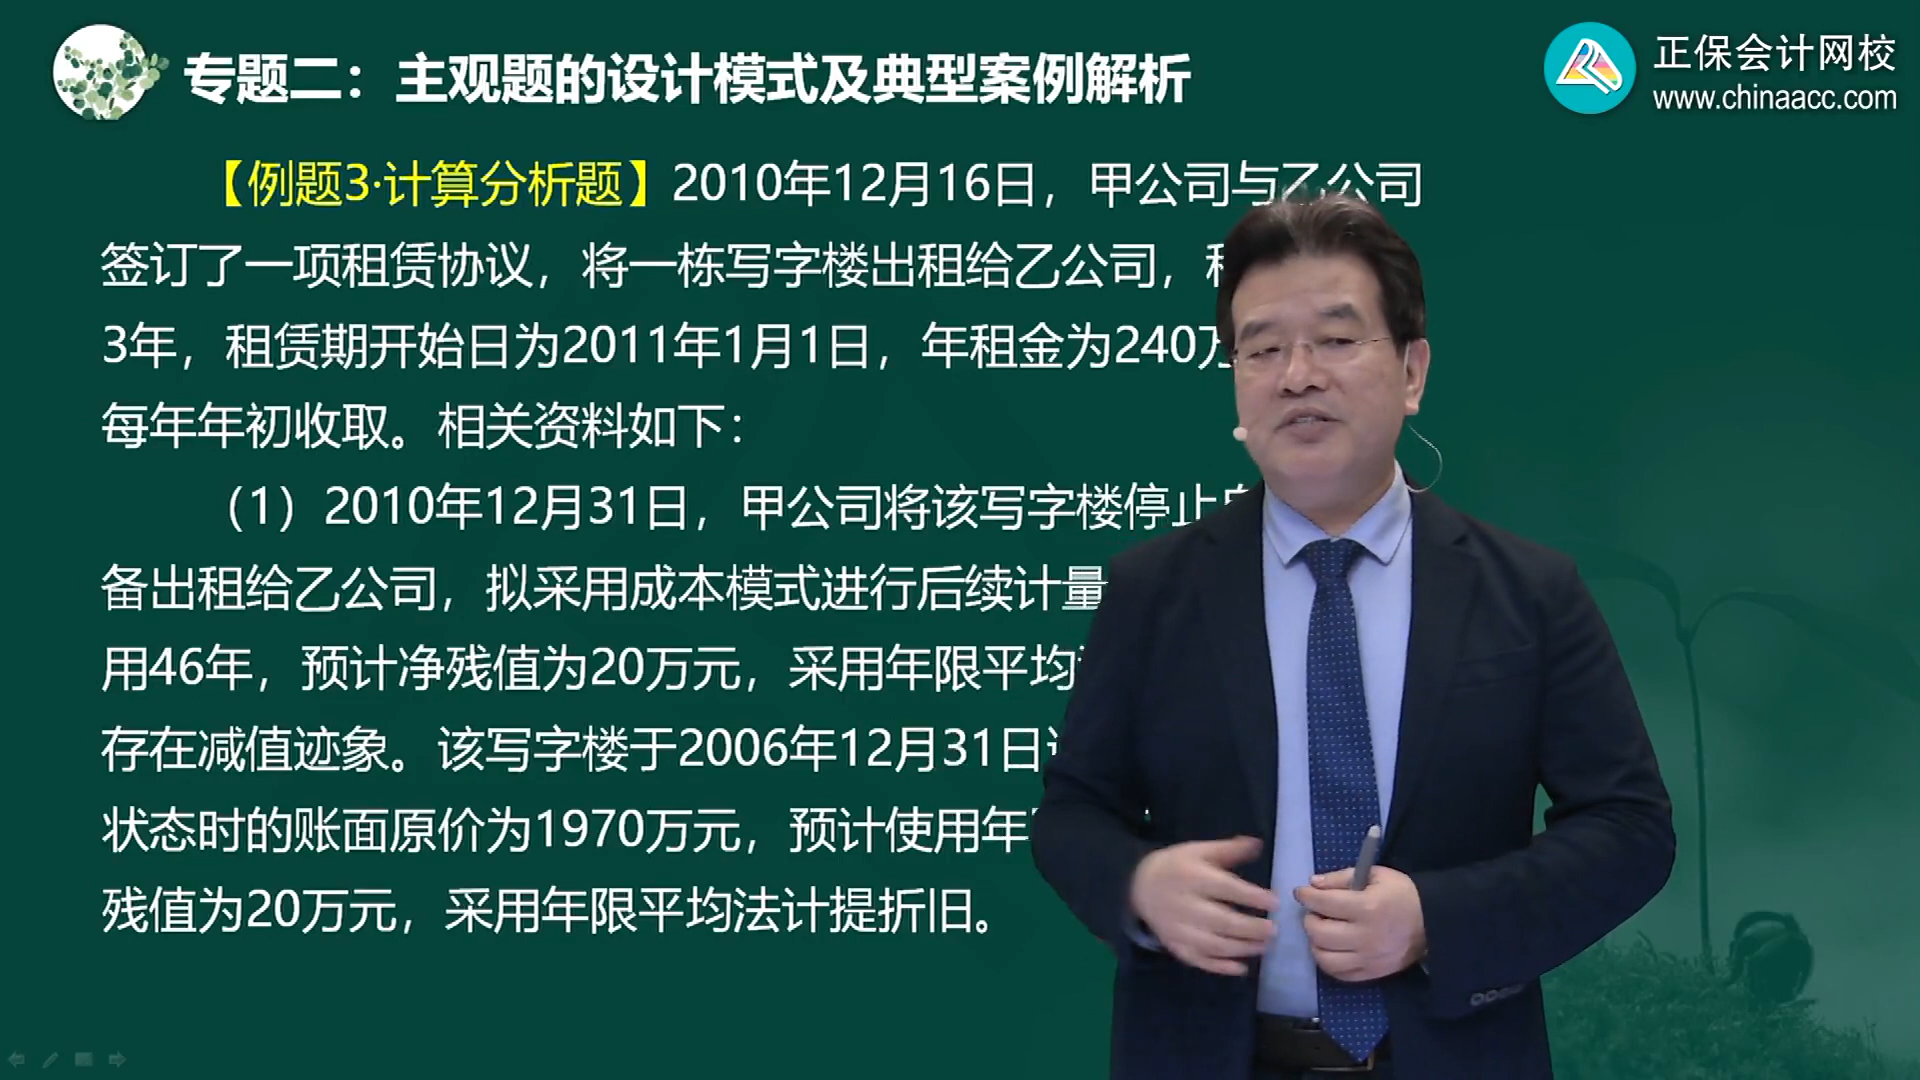 专题二：主观题的设计模式及典型案例解析
正保会计网校
www.chinaacc.com
【例题3·计算分析题】2010年12月16日，甲公司与乙公司
签订了一项租赁协议，将一栋写字楼出租给乙公司，
3年，租赁期开始日为2011年1月1日，年租金为240万
每年年初收取。相关资料如下：
（1）2010年12月31日，甲公司将该写字楼停止
备出租给乙公司，拟采用成本模式进行后续计量
用46年，预计净残值为20万元，采用年限平均
存在减值迹象。该写字楼于2006年12月31日
状态时的账面原价为1970万元，预计使用年
残值为20万元，采用年限平均法计提折旧。